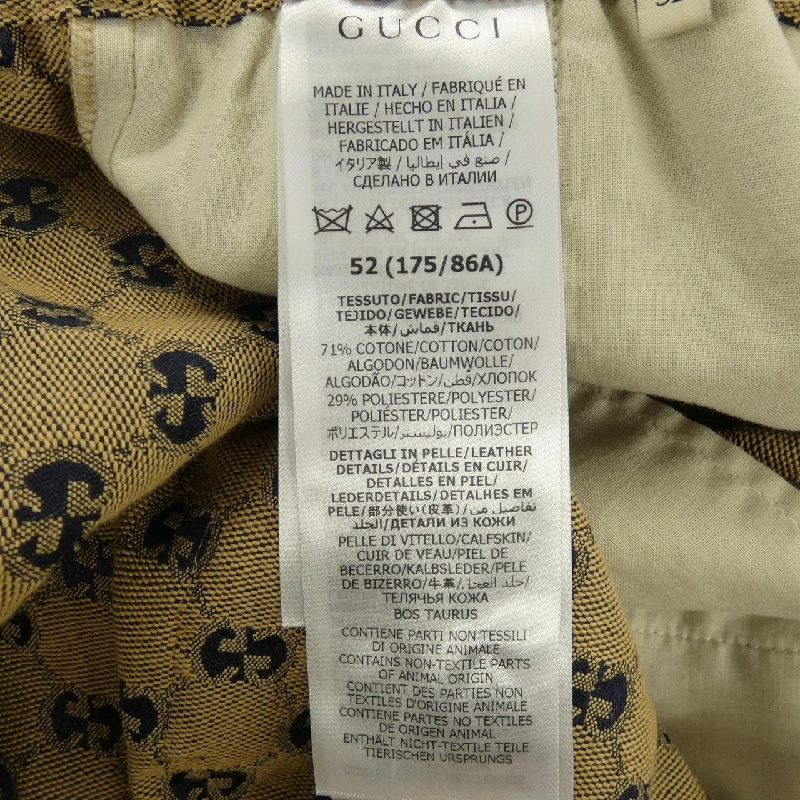 GUCCI
52
MADE IN ITALY / FABRIQUÉ EN
ITALIE / HECHO EN ITALIA /
HERGESTELLT IN ITALIEN /
FABRICADO EM ITÁLIA /
イタリア製 / صنع في إيطاليا /
СДЕЛАНО В ИТАЛИИ
P
52 (175/86A)
TESSUTO/FABRIC/TISSU/
TEJIDO/GEWEBE/TECIDO/
本体/قماش/ТКАНЬ
71% COTONE/COTTON/COTON/
ALGODON/BAUMWOLLE/
ALGODÃO/コットン/قطن/ХЛОПОК
29% POLIESTERE/POLYESTER/
POLIÉSTER/POLIESTER/
ポリエステル/بوليستر/ПОЛИЭСТЕР
DETTAGLI IN PELLE/LEATHER
DETAILS/DÉTAILS EN CUIR/
DETALLES EN PIEL/
LEDERDETAILS/DETALHES EM
PELE/部分使い(皮革)/تفاصيل من
الجلد/ДЕТАЛИ ИЗ КОЖИ
PELLE DI VITELLO/CALFSKIN/
CUIR DE VEAU/PIEL DE
BECERRO/KALBSLEDER/PELE
DE BIZERRO/牛革/جلد العجل/
ТЕЛЯЧЬЯ КОЖА
BOS TAURUS
CONTIENE PARTI NON TESSILI
DI ORIGINE ANIMALE
CONTAINS NON-TEXTILE PARTS
OF ANIMAL ORIGIN
CONTIENT DES PARTIES NON
TEXTILES D'ORIGINE ANIMALE
CONTIENE PARTES NO TEXTILES
DE ORIGEN ANIMAL
ENTHÄLT NICHT-TEXTILE TEILE
TIERISCHEN URSPRUNGS